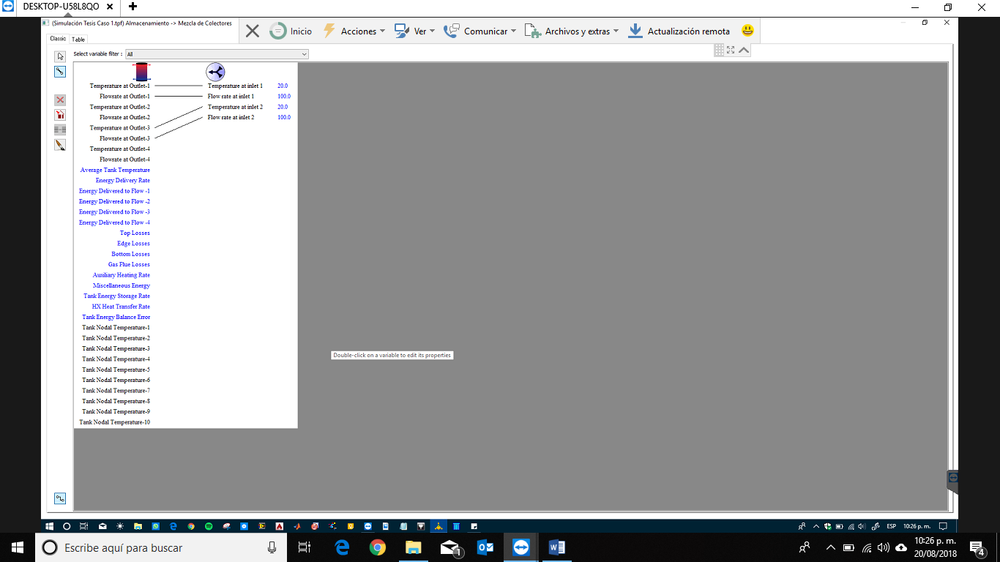 DESKTOP-U58L8QO
(Simulación Tesis Caso 1.tpf) Almacenamiento -> Mezcla de Colectores
Inicio
Acciones
Ver
Comunicar
Archivos y extras
Actualización remota
Classic
Table
Select variable filter :
All
Temperature at Outlet-1
Temperature at inlet 1
20.0
Flowrate at Outlet-1
Flow rate at inlet 1
100.0
Temperature at Outlet-2
Temperature at inlet 2
20.0
Flowrate at Outlet-2
Flow rate at inlet 2
100.0
Temperature at Outlet-3
Flowrate at Outlet-3
Temperature at Outlet-4
Flowrate at Outlet-4
Average Tank Temperature
Energy Delivery Rate
Energy Delivered to Flow -1
Energy Delivered to Flow -2
Energy Delivered to Flow -3
Energy Delivered to Flow -4
Top Losses
Edge Losses
Bottom Losses
Gas Flue Losses
Auxiliary Heating Rate
Miscellaneous Energy
Tank Energy Storage Rate
HX Heat Transfer Rate
Tank Energy Balance Error
Tank Nodal Temperature-1
Tank Nodal Temperature-2
Tank Nodal Temperature-3
Tank Nodal Temperature-4
Tank Nodal Temperature-5
Tank Nodal Temperature-6
Tank Nodal Temperature-7
Tank Nodal Temperature-8
Tank Nodal Temperature-9
Tank Nodal Temperature-10
Double-click on a variable to edit its properties
ESP
10:26 p. m.
Escribe aquí para buscar
1
10:26 p. m.
20/08/2018
4